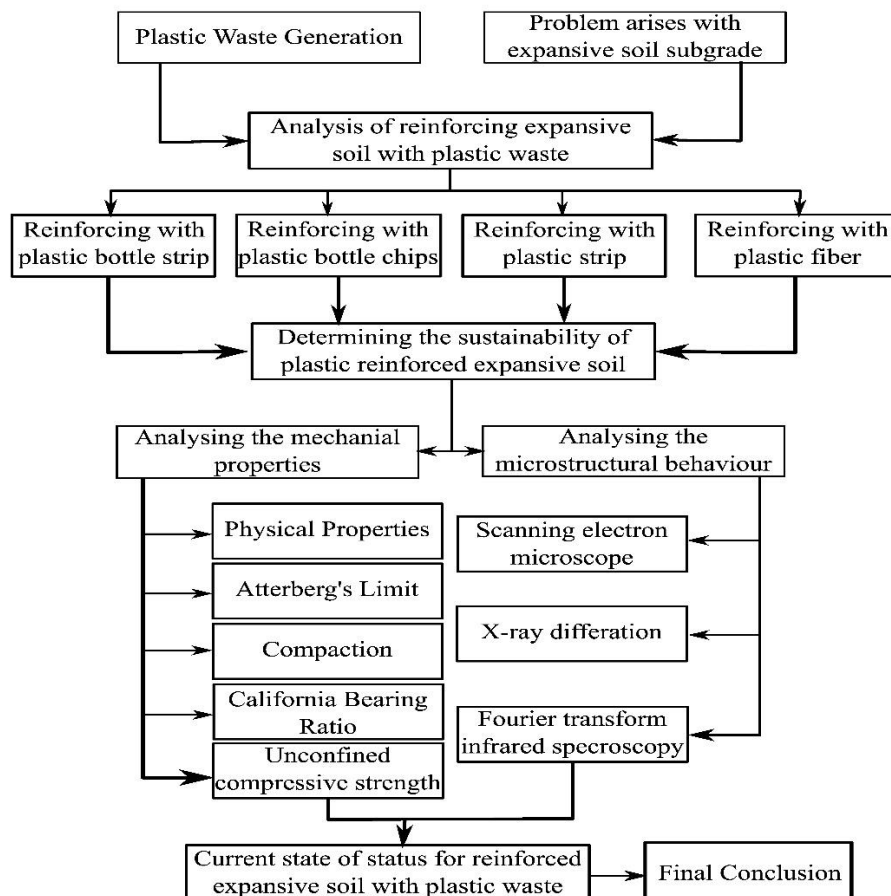 Plastic Waste Generation
Problem arises with
expansive soil subgrade
Analysis of reinforcing expansive
soil with plastic waste
Reinforcing with
plastic bottle strip
Reinforcing with
plastic bottle chips
Reinforcing with
plastic strip
Reinforcing with
plastic fiber
Determining the sustainability of
plastic reinforced expansive soil
Analysing the mechanial
properties
Analysing the
microstructural behaviour
Physical Properties
Atterberg's Limit
Compaction
California Bearing
Ratio
Unconfined
compressive strength
Scanning electron
microscope
X-ray differation
Fourier transform
infrared specroscopy
Current state of status for reinforced
expansive soil with plastic waste
Final Conclusion